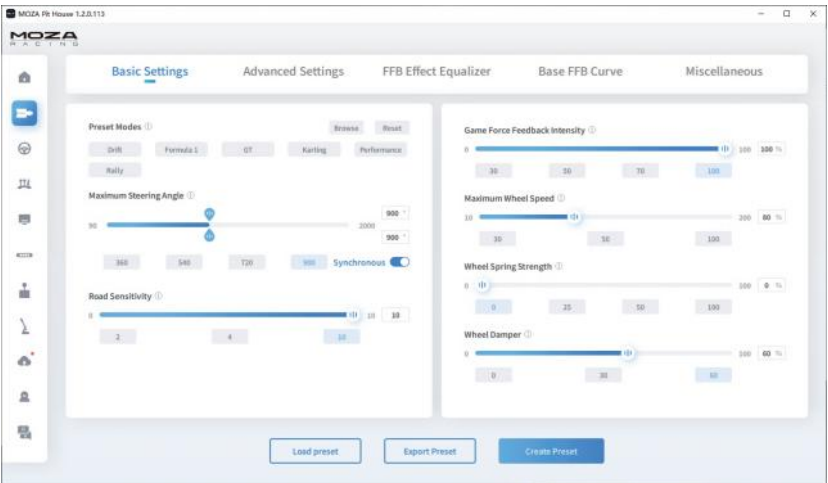 MOZA Pit House 1.2.0.113
MOZA
RACING
Basic Settings Advanced Settings FFB Effect Equalizer Base FFB Curve Miscellaneous
Preset Modes
Browse Reset
Drift Formula 1 GT Karting Performance
Rally
Maximum Steering Angle
900 °
90 2000
900 °
360 540 720 900 Synchronous
Road Sensitivity
0 10 10
2 4 10
Game Force Feedback Intensity
0 100 100 %
30 50 70 100
Maximum Wheel Speed
10 200 80 %
30 50 100
Wheel Spring Strength
0 100 0 %
0 25 50 100
Wheel Damper
0 100 60 %
0 30 60
Load preset Export Preset Create Preset